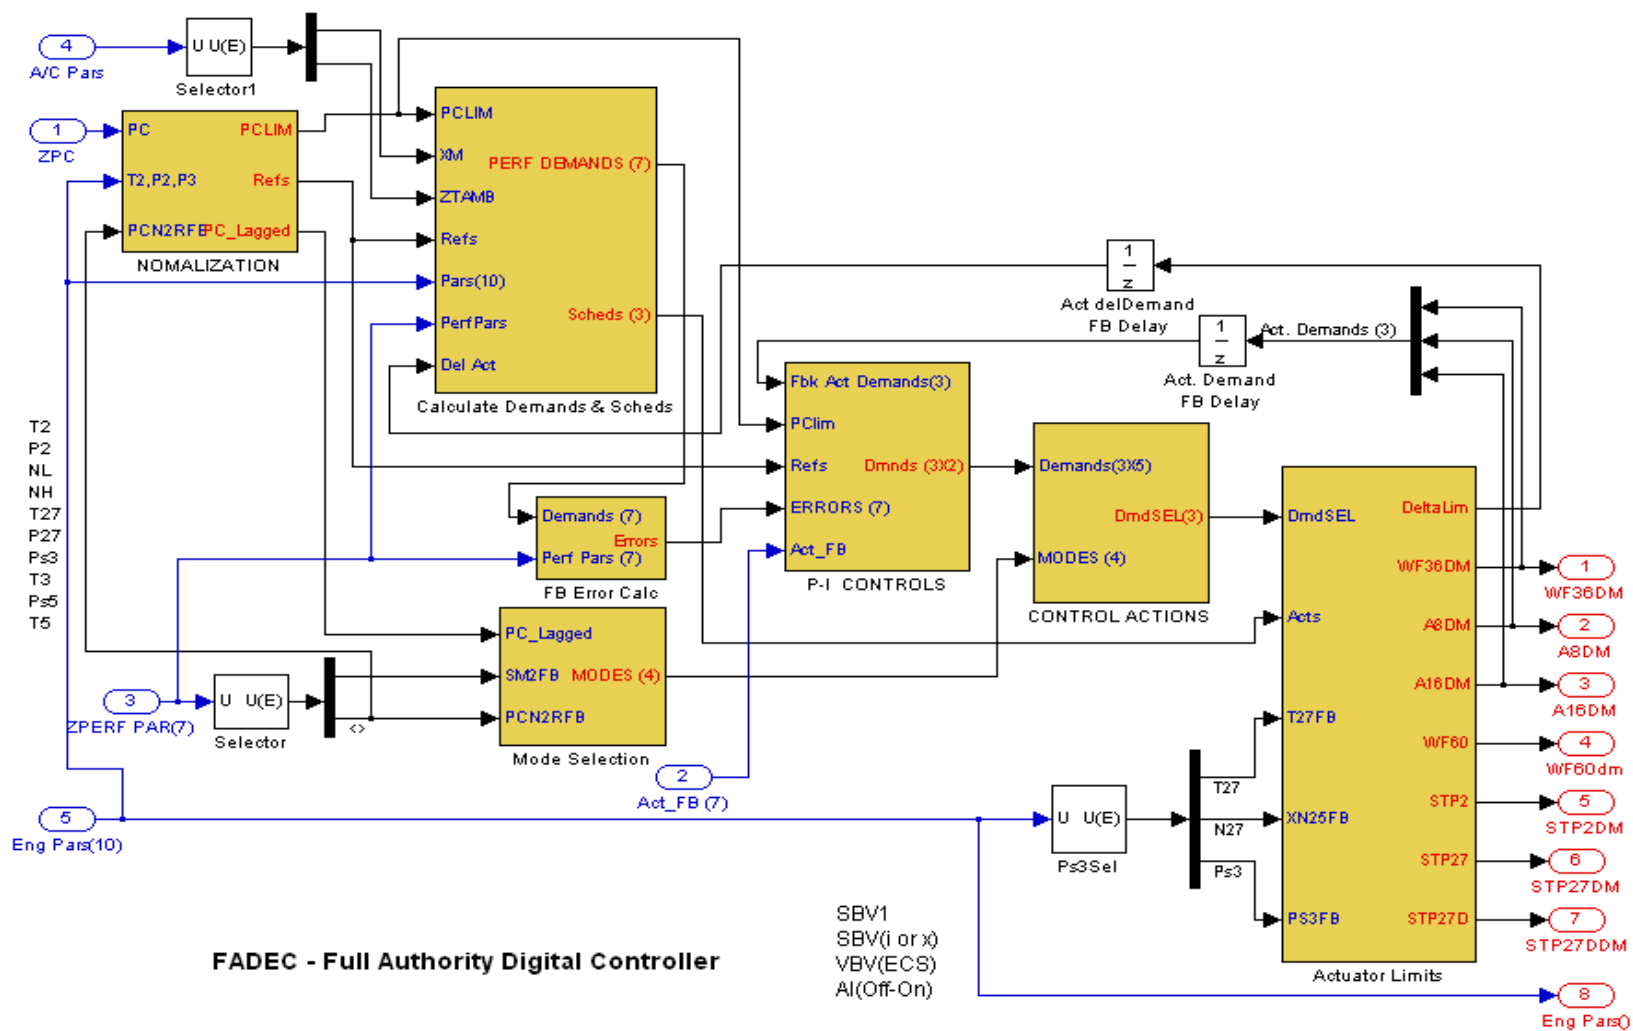 4
A/C Pars
U U(E)
Selector1
1
ZPC
PC
PCLIM
T2,P2,P3
Refs
PCN2RFB
PC_Lagged
NOMALIZATION
PCLIM
XM
PERF DEMANDS (7)
ZTAMB
Refs
Pars(10)
PerfPars
Scheds (3)
Del Act
Calculate Demands & Scheds
1
z
Act delDemand
FB Delay
1
z
Act. Demands (3)
Act. Demand
FB Delay
T2
P2
NL
NH
T27
P27
Ps3
T3
Ps5
T5
Fbk Act Demands(3)
PClim
Refs
Dmnds (3X2)
ERRORS (7)
Act_FB
P-I CONTROLS
Demands(3X5)
DmdSEL(3)
MODES (4)
CONTROL ACTIONS
Demands (7)
Errors
Perf Pars (7)
FB Error Calc
PC_Lagged
SM2FB
MODES (4)
PCN2RFB
Mode Selection
3
ZPERF PAR(7)
U U(E)
Selector
<>
2
Act_FB (7)
5
Eng Pars(10)
U U(E)
Ps3Sel
T27
N27
Ps3
DmdSEL
DeltaLim
WF36DM
Acts
A8DM
A16DM
T27FB
WF60
STP2
XN25FB
STP27
PS3FB
STP27D
Actuator Limits
1
WF36DM
2
A8DM
3
A16DM
4
WF60dm
5
STP2DM
6
STP27DM
7
STP27DDM
8
Eng Pars()
SBV1
SBV(i or x)
VBV(ECS)
AI(Off-On)
FADEC - Full Authority Digital Controller